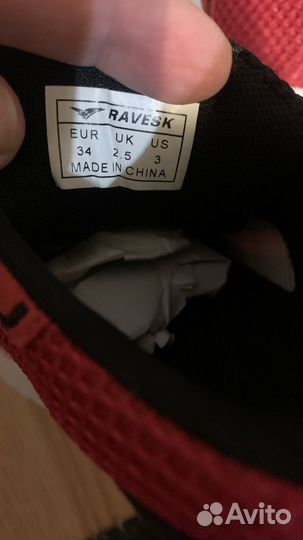 RAVESK
EUR UK US
34 2.5 3
MADE IN CHINA
Avito